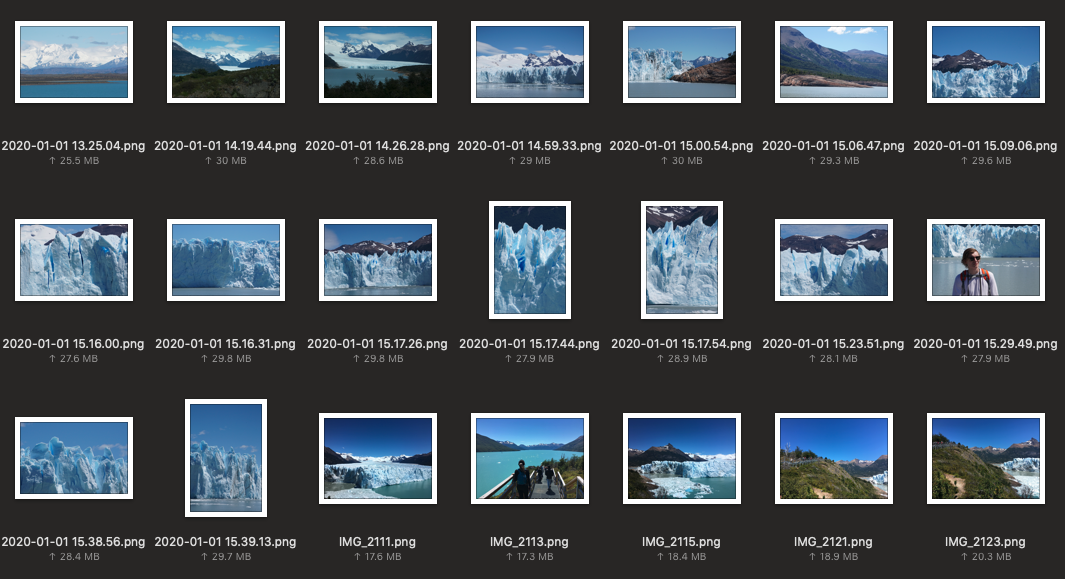 2020-01-01 13.25.04.png 2020-01-01 14.19.44.png 2020-01-01 14.26.28.png 2020-01-01 14.59.33.png 2020-01-01 15.00.54.png 2020-01-01 15.06.47.png 2020-01-01 15.09.06.png
↑ 25.5 MB ↑ 30 MB ↑ 28.6 MB ↑ 29 MB ↑ 30 MB ↑ 29.3 MB ↑ 29.6 MB
2020-01-01 15.16.00.png 2020-01-01 15.16.31.png 2020-01-01 15.17.26.png 2020-01-01 15.17.44.png 2020-01-01 15.17.54.png 2020-01-01 15.23.51.png 2020-01-01 15.29.49.png
↑ 27.6 MB ↑ 29.8 MB ↑ 29.8 MB ↑ 27.9 MB ↑ 28.9 MB ↑ 28.1 MB ↑ 27.9 MB
2020-01-01 15.38.56.png 2020-01-01 15.39.13.png IMG_2111.png IMG_2113.png IMG_2115.png IMG_2121.png IMG_2123.png
↑ 28.4 MB ↑ 29.7 MB ↑ 17.6 MB ↑ 17.3 MB ↑ 18.4 MB ↑ 18.9 MB ↑ 20.3 MB